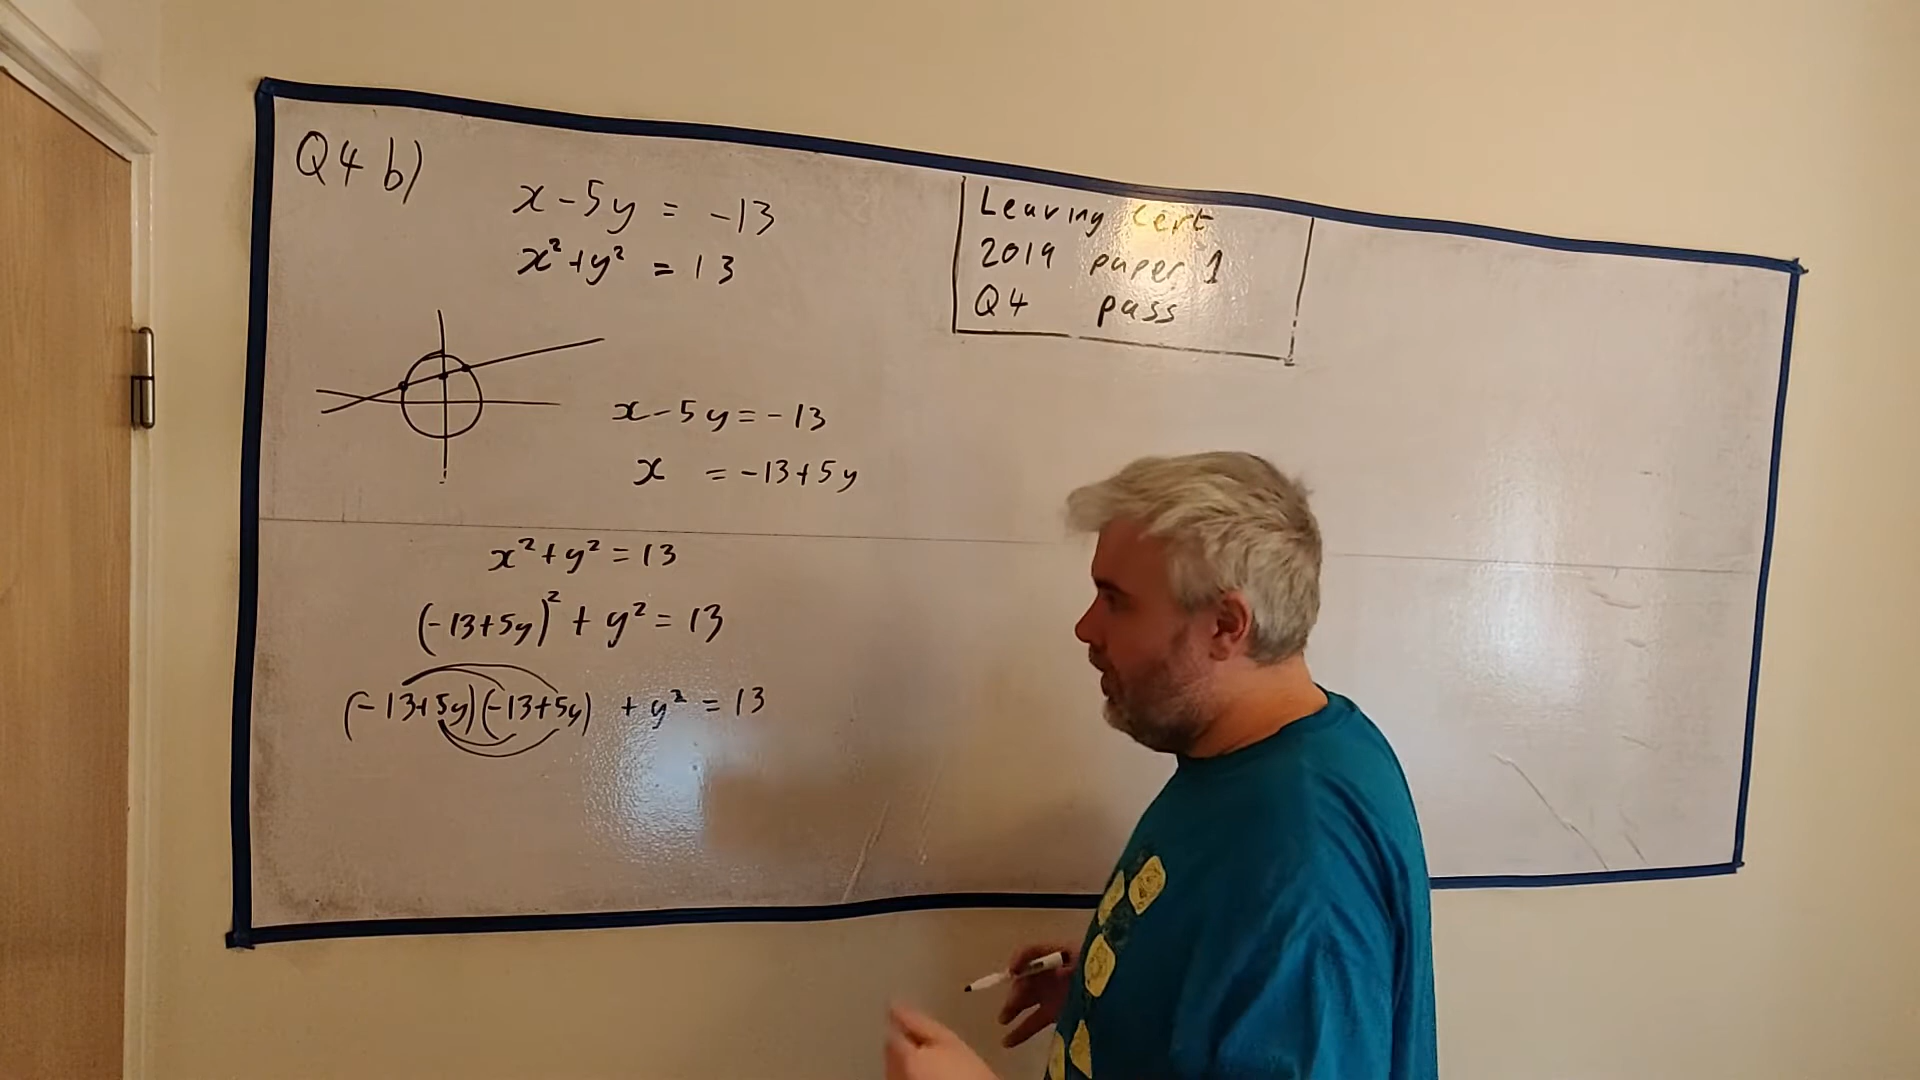 Q4 b)
x - 5y = -13
x² + y² = 13
Leaving cert
2019 paper 1
Q4 pass
x - 5y = -13
x = -13 + 5y
x² + y² = 13
(-13+5y)² + y² = 13
(-13+5y)(-13+5y) + y² = 13